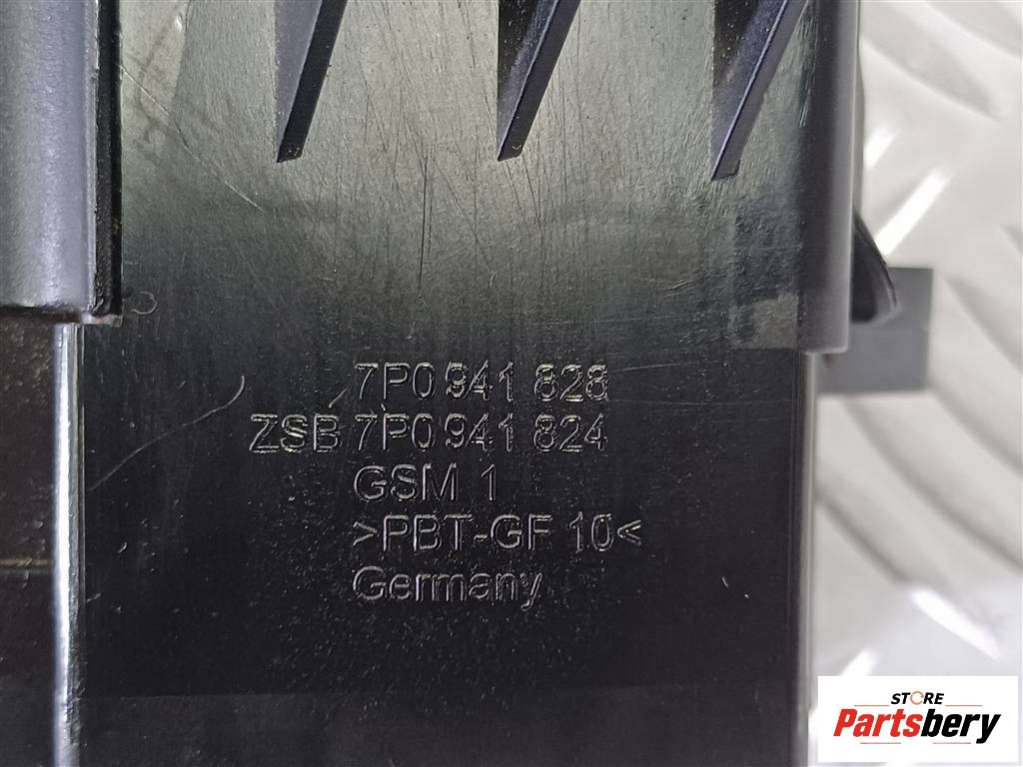 7P0 941 828
ZSB 7P0 941 824
GSM 1
>PBT-GF 10<
Germany
STORE
Partsbery